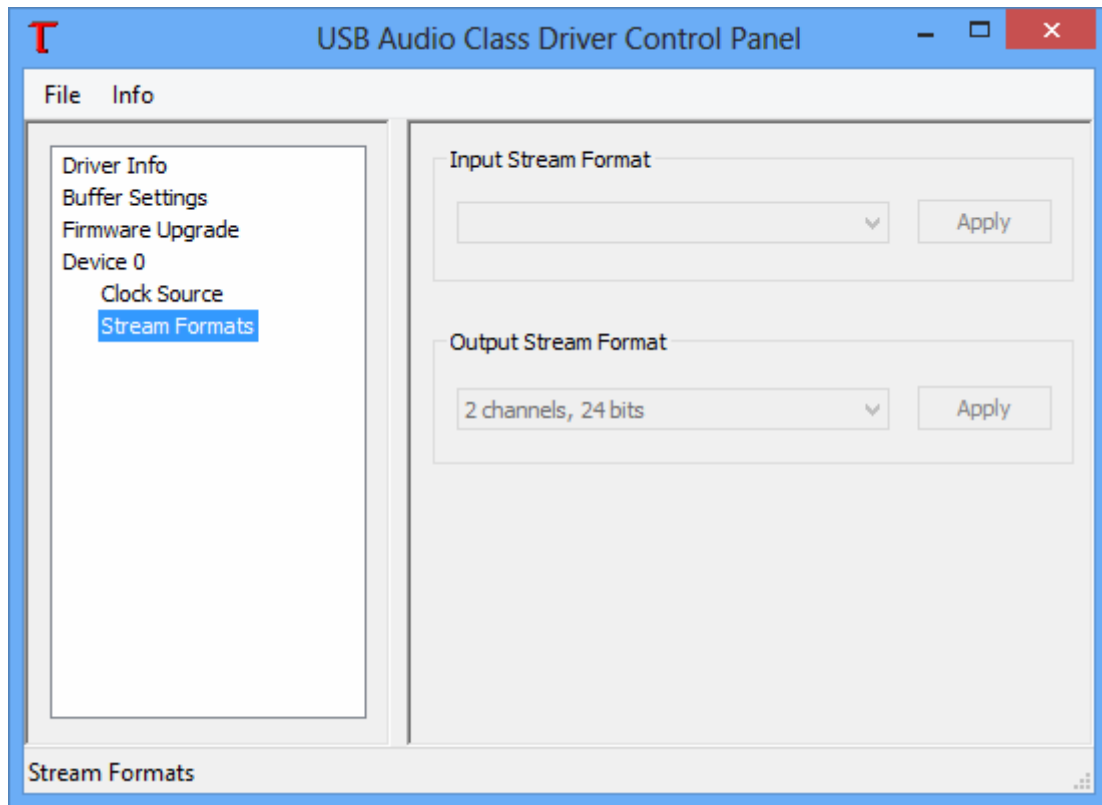 USB Audio Class Driver Control Panel
File Info
Driver Info
Buffer Settings
Firmware Upgrade
Device 0
Clock Source
Stream Formats
Input Stream Format
Apply
Output Stream Format
2 channels, 24 bits
Apply
Stream Formats